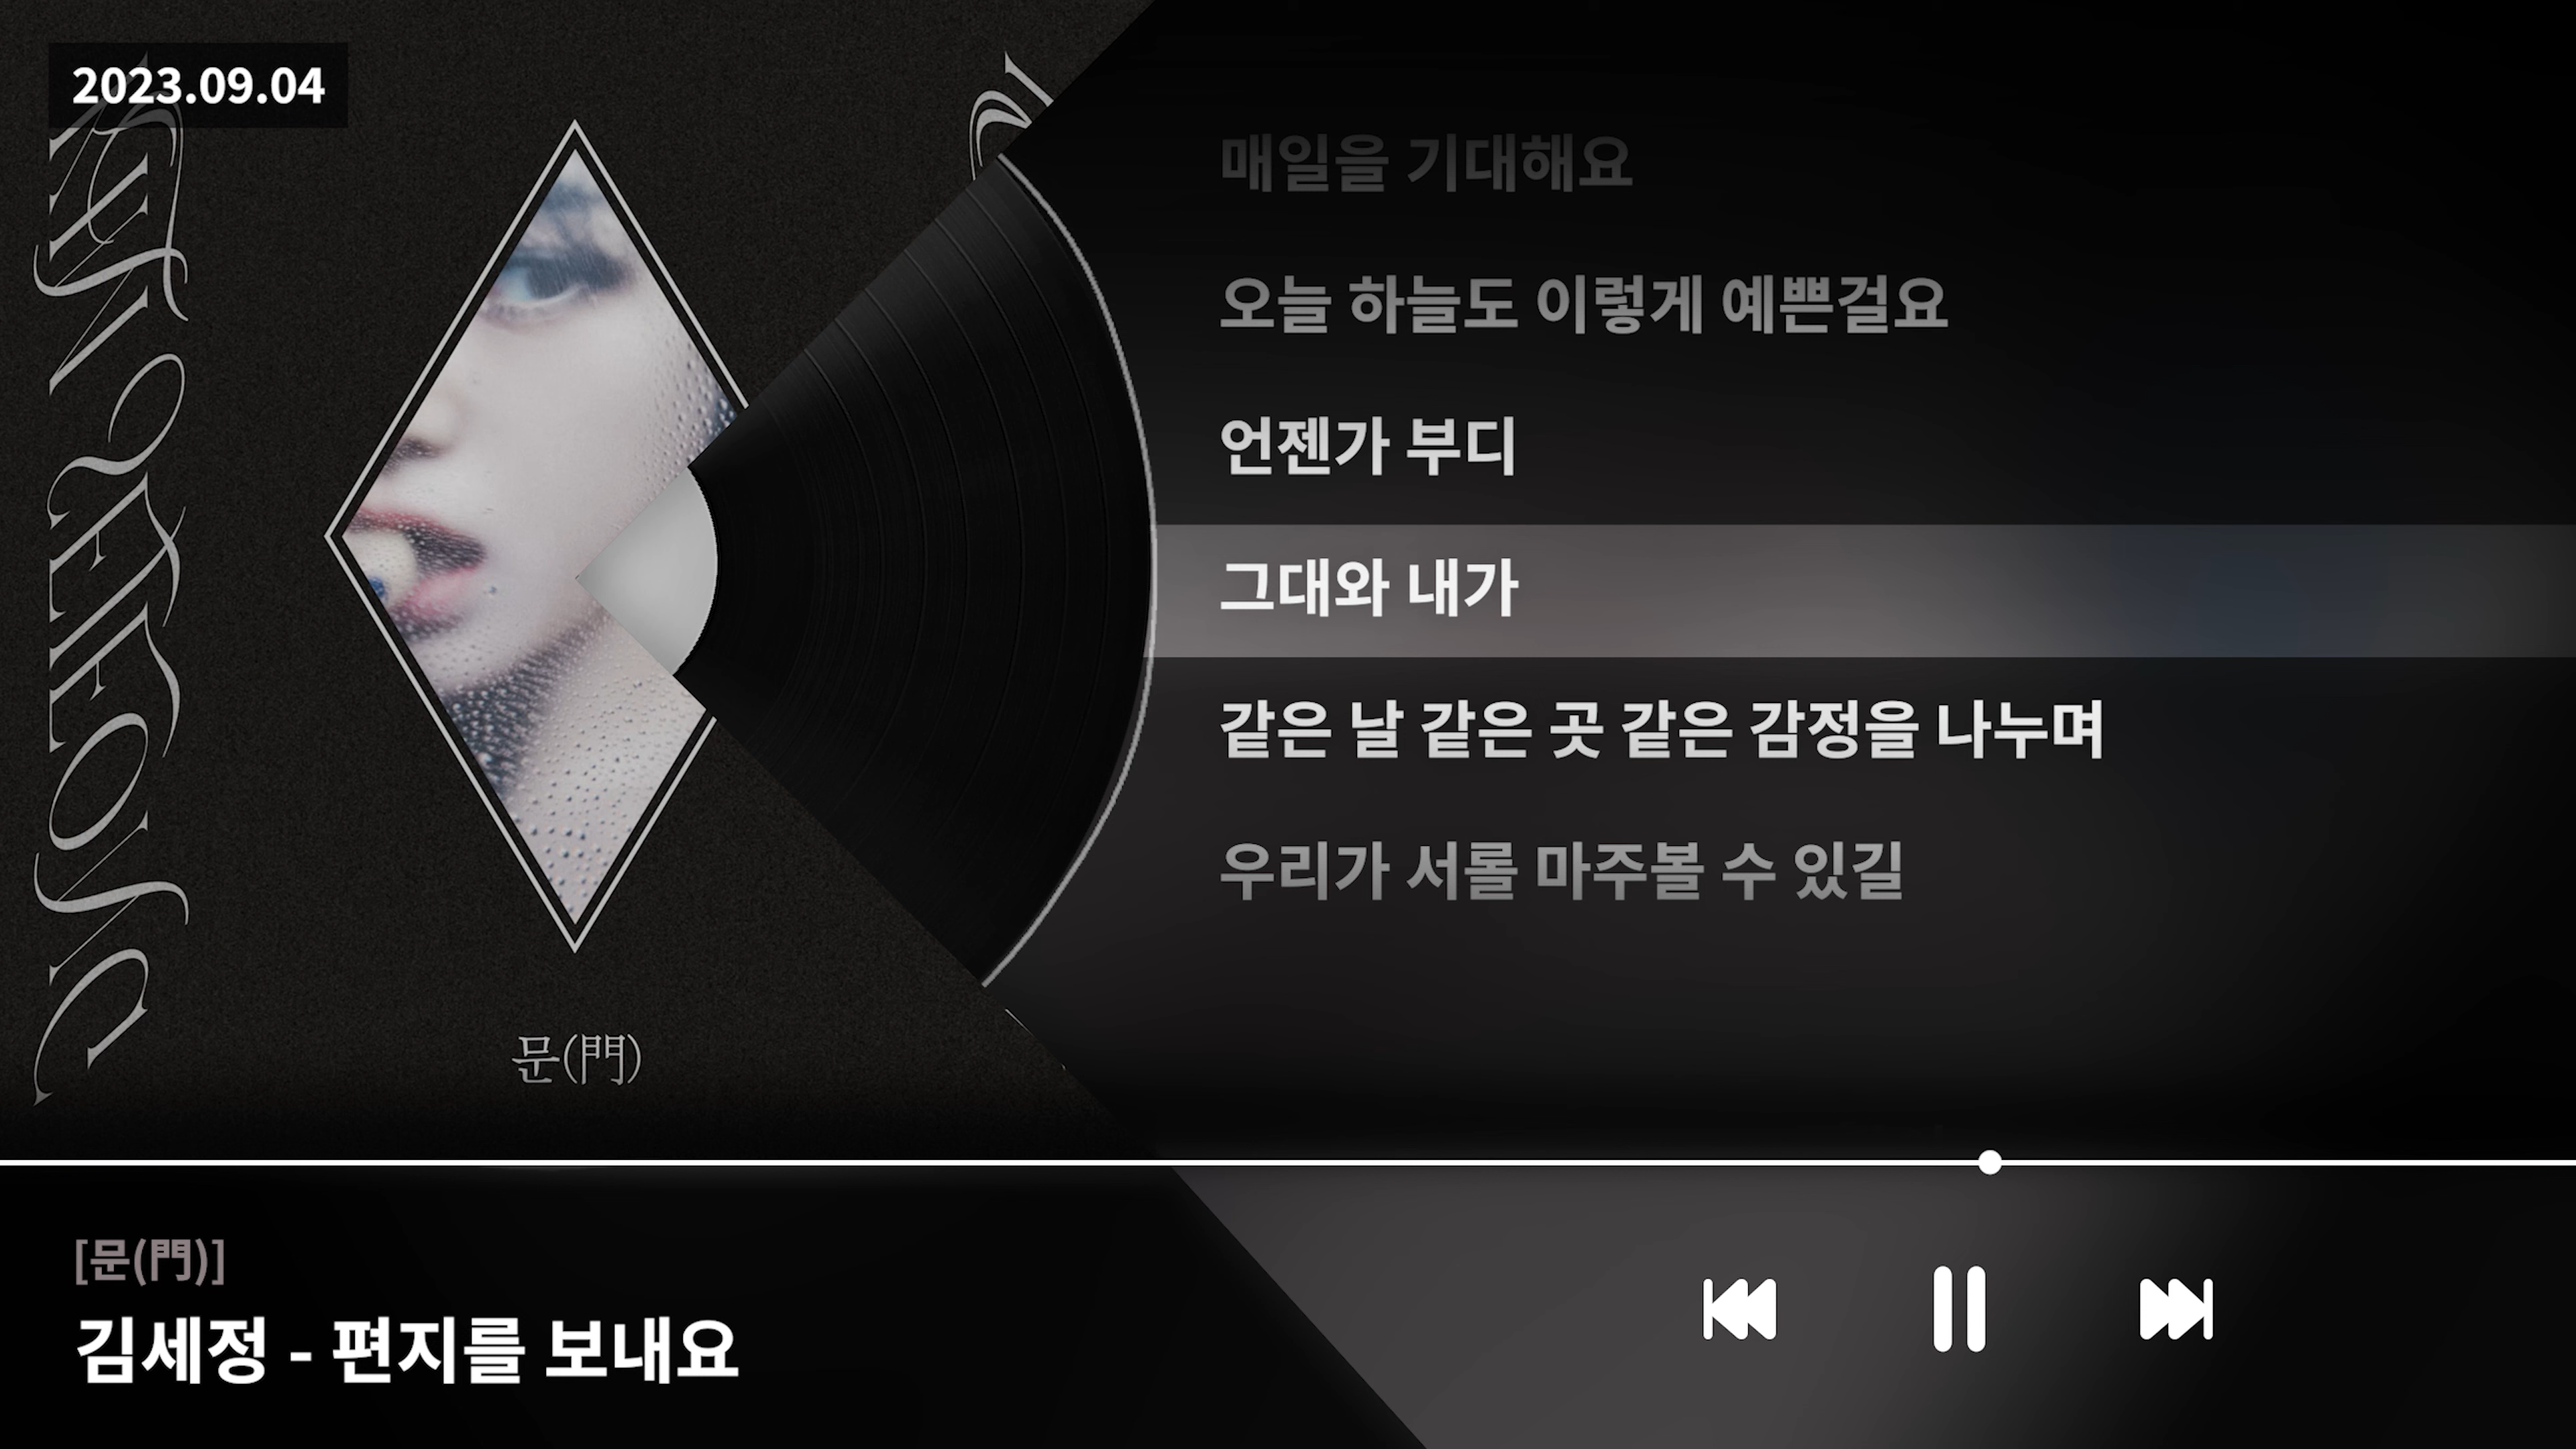 2023.09.04
매일을 기대해요
오늘 하늘도 이렇게 예쁜걸요
언젠가 부디
그대와 내가
같은 날 같은 곳 같은 감정을 나누며
우리가 서롤 마주볼 수 있길
문(門)
[문(門)]
김세정 - 편지를 보내요